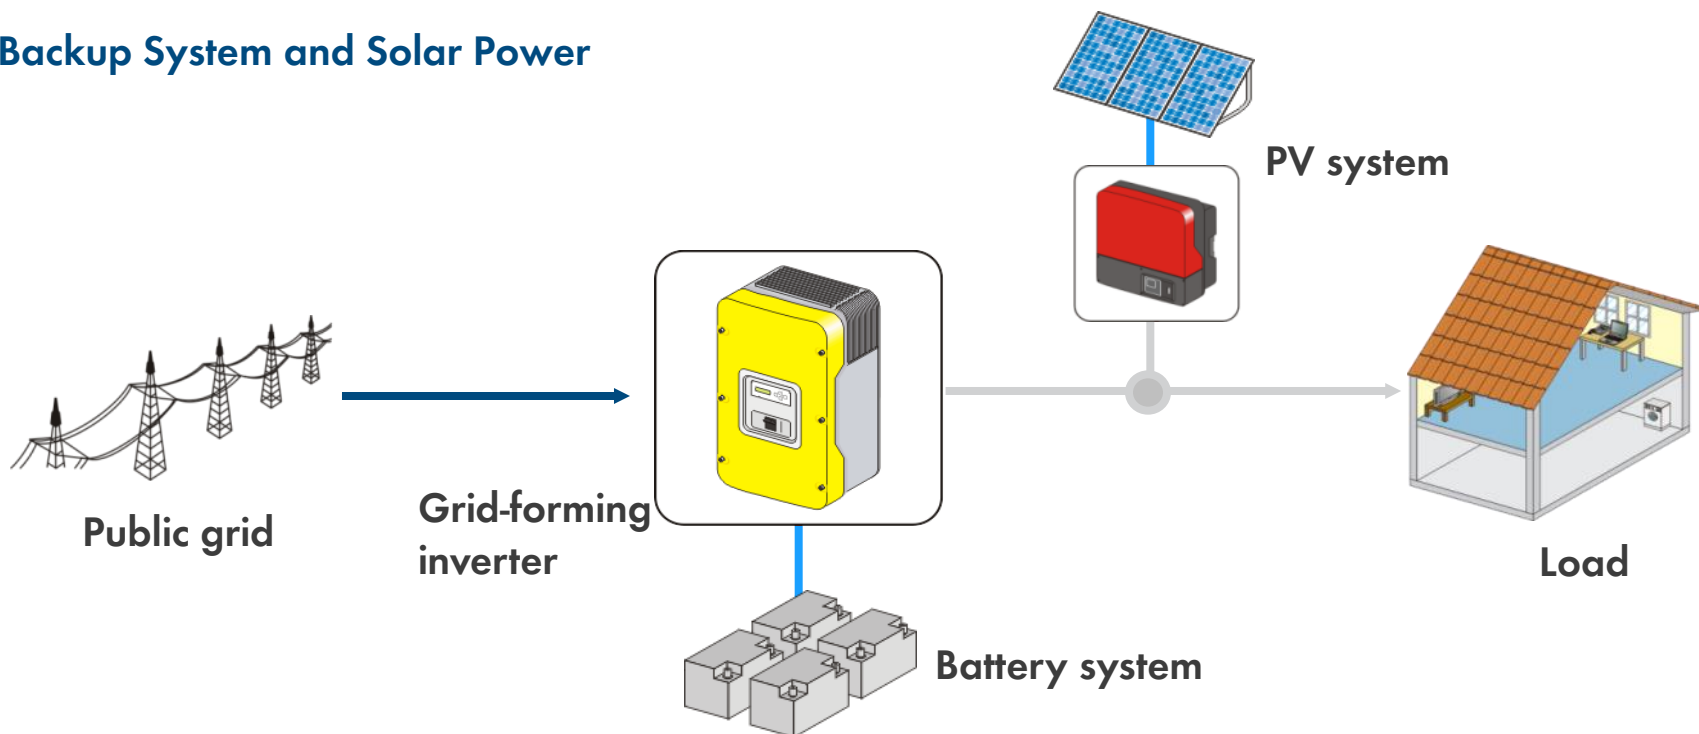 Backup System and Solar Power
PV system
Public grid
Grid-forming
inverter
Load
Battery system